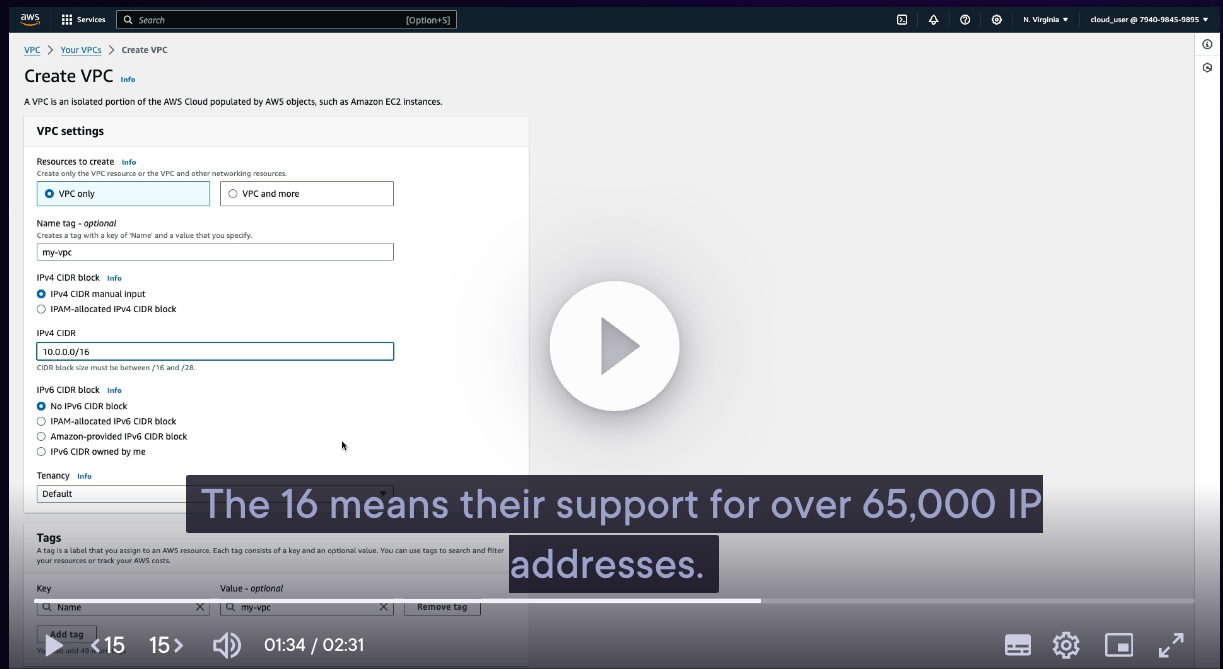 aws Services Search [Option+S] N. Virginia cloud_user @ 7940-9845-9895
VPC Your VPCs Create VPC
Create VPC Info
A VPC is an isolated portion of the AWS Cloud populated by AWS objects, such as Amazon EC2 instances.
VPC settings
Resources to create Info
Create only the VPC resource or the VPC and other networking resources.
VPC only VPC and more
Name tag - optional
Creates a tag with a key of 'Name' and a value that you specify.
my-vpc
IPv4 CIDR block Info
IPv4 CIDR manual input
IPAM-allocated IPv4 CIDR block
IPv4 CIDR
10.0.0.0/16
CIDR block size must be between /16 and /28.
IPv6 CIDR block Info
No IPv6 CIDR block
IPAM-allocated IPv6 CIDR block
Amazon-provided IPv6 CIDR block
IPv6 CIDR owned by me
Tenancy Info
Default
The 16 means their support for over 65,000 IP
addresses.
Tags
A tag is a label that you assign to an AWS resource. Each tag consists of a key and an optional value. You can use tags to search and filter
your resources or track your AWS costs.
Key Value - optional
Name my-vpc Remove tag
Add tag
15 15 01:34 / 02:31